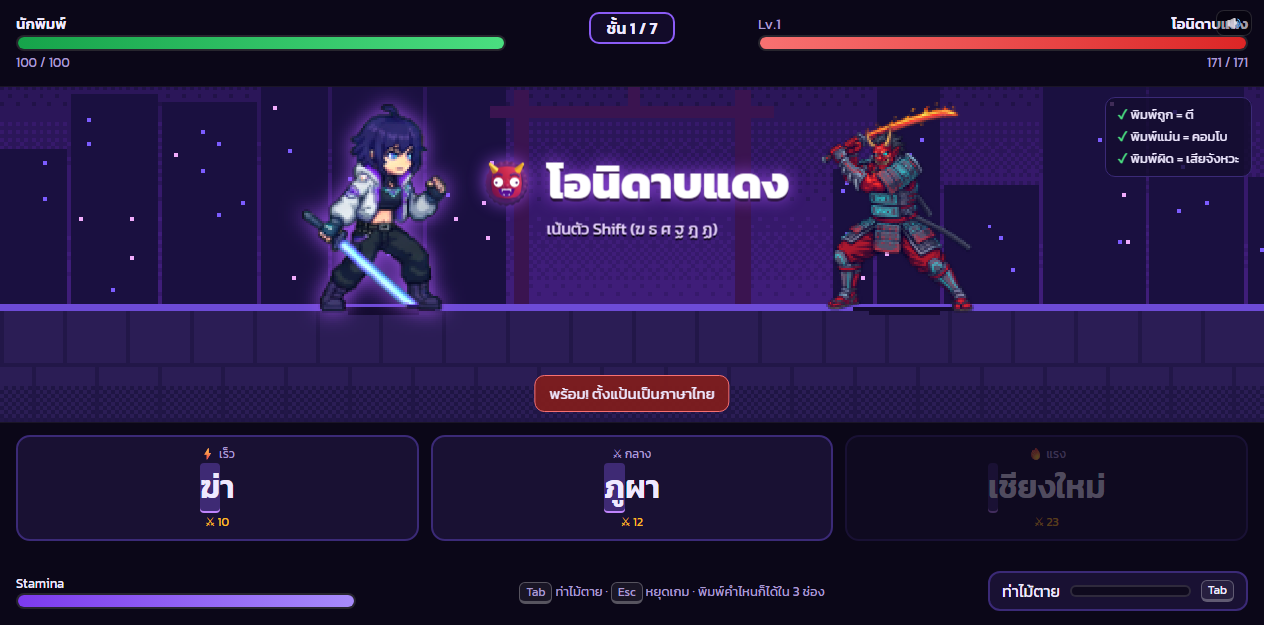 นักพิมพ์
100 / 100
ชั้น 1 / 7
Lv.1
โอนิดาบแดง
171 / 171
✓ พิมพ์ถูก = ตี
✓ พิมพ์แม่น = คอมโบ
✓ พิมพ์ผิด = เสียจังหวะ
โอนิดาบแดง
เน้นตัว Shift (ฆ ธ ศ ฐ ฎ ฏ)
พร้อม! ตั้งแป้นเป็นภาษาไทย
เร็ว
ฆ่า
10
กลาง
ภูผา
12
แรง
เชียงใหม่
23
Stamina
Tab ท่าไม้ตาย · Esc หยุดเกม · พิมพ์คำไหนก็ได้ใน 3 ช่อง
ท่าไม้ตาย Tab